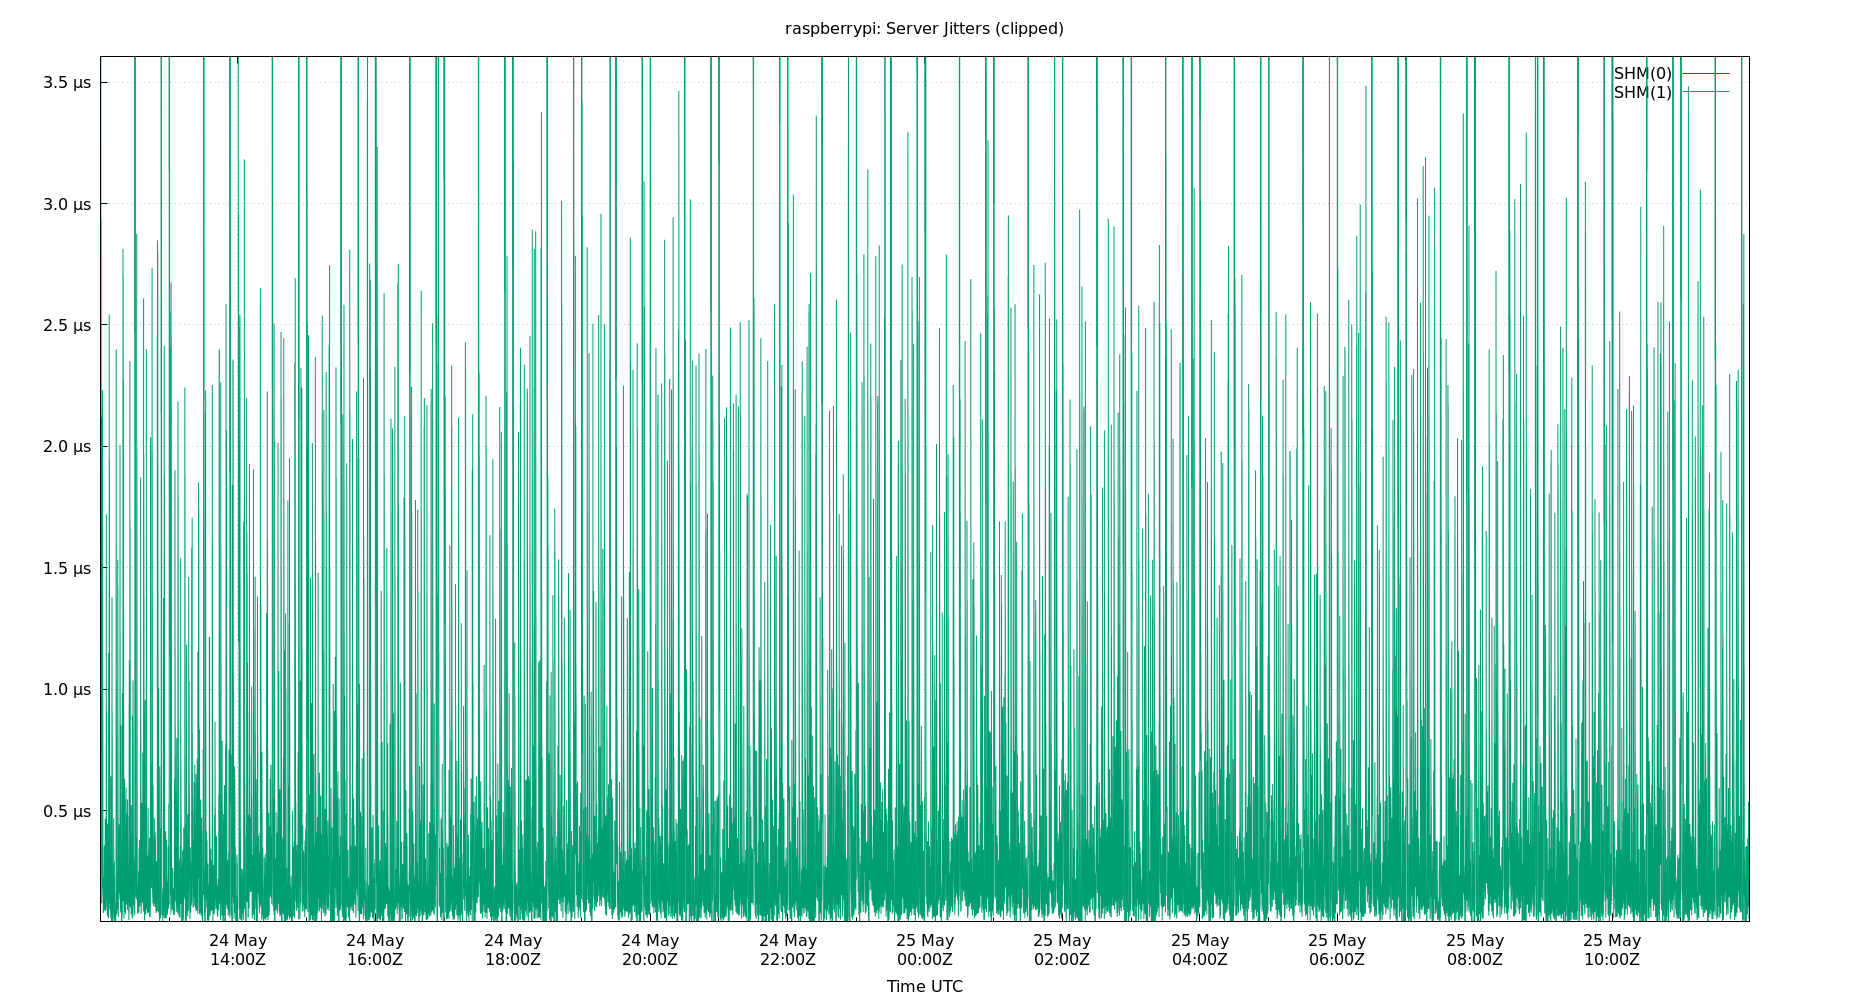 raspberrypi: Server Jitters (clipped)
SHM(0)
SHM(1)
3.5 μs
3.0 μs
2.5 μs
2.0 μs
1.5 μs
1.0 μs
0.5 μs
24 May 24 May 24 May 24 May 24 May 25 May 25 May 25 May 25 May 25 May 25 May
14:00Z 16:00Z 18:00Z 20:00Z 22:00Z 00:00Z 02:00Z 04:00Z 06:00Z 08:00Z 10:00Z
Time UTC